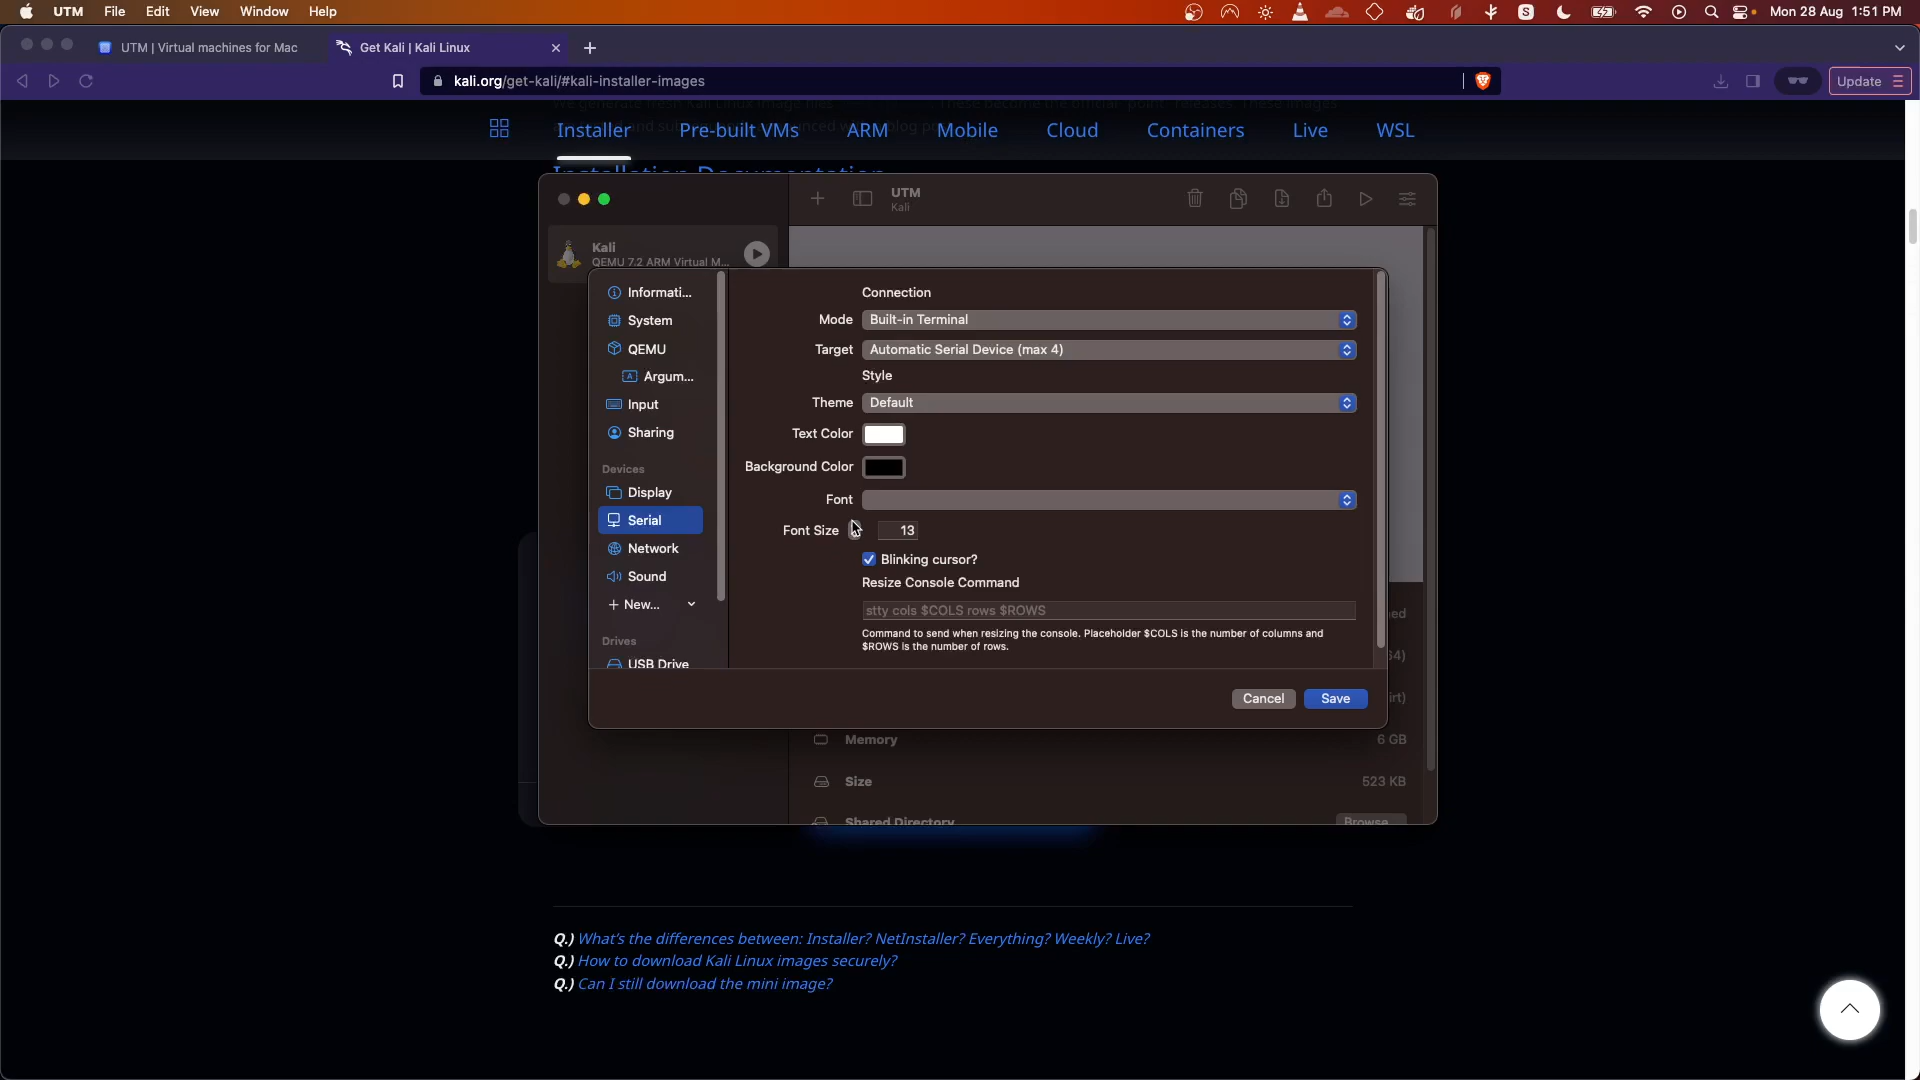 UTM File Edit View Window Help
S
Mon 28 Aug 1:51 PM
UTM | Virtual machines for Mac
Get Kali | Kali Linux
kali.org/get-kali/#kali-installer-images
Update
Installer Pre-built VMs ARM Mobile Cloud Containers Live WSL
Installation Documentation
UTM
Kali
Kali
QEMU 7.2 ARM Virtual M...
Informati...
System
QEMU
Argum...
Input
Sharing
Devices
Display
Serial
Network
Sound
New...
Drives
USB Drive
Connection
Mode Built-in Terminal
Target Automatic Serial Device (max 4)
Style
Theme Default
Text Color
Background Color
Font
Font Size 13
Blinking cursor?
Resize Console Command
stty cols $COLS rows $ROWS
Command to send when resizing the console. Placeholder $COLS is the number of columns and
$ROWS is the number of rows.
Cancel Save
Memory 6 GB
Size 523 KB
Shared Directory Browse...
Q.) What's the differences between: Installer? NetInstaller? Everything? Weekly? Live?
Q.) How to download Kali Linux images securely?
Q.) Can I still download the mini image?